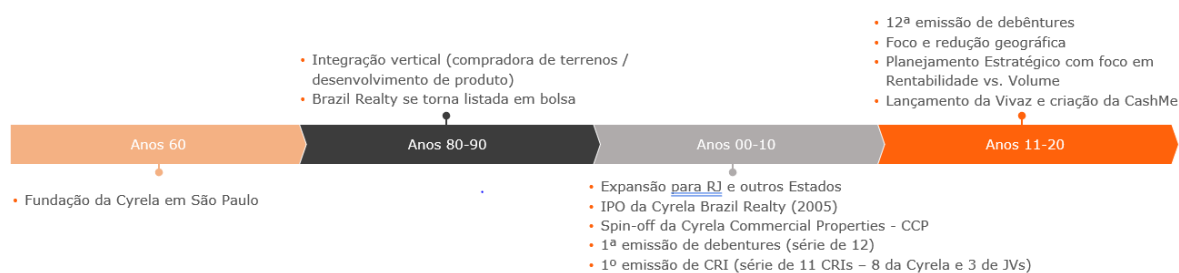 • 12ª emissão de debêntures
• Foco e redução geográfica
• Planejamento Estratégico com foco em
Rentabilidade vs. Volume
• Lançamento da Vivaz e criação da CashMe
• Integração vertical (compradora de terrenos /
desenvolvimento de produto)
• Brazil Realty se torna listada em bolsa
Anos 60
Anos 80-90
Anos 00-10
Anos 11-20
• Fundação da Cyrela em São Paulo
• Expansão para RJ e outros Estados
• IPO da Cyrela Brazil Realty (2005)
• Spin-off da Cyrela Commercial Properties - CCP
• 1ª emissão de debentures (série de 12)
• 1º emissão de CRI (série de 11 CRIs – 8 da Cyrela e 3 de JVs)